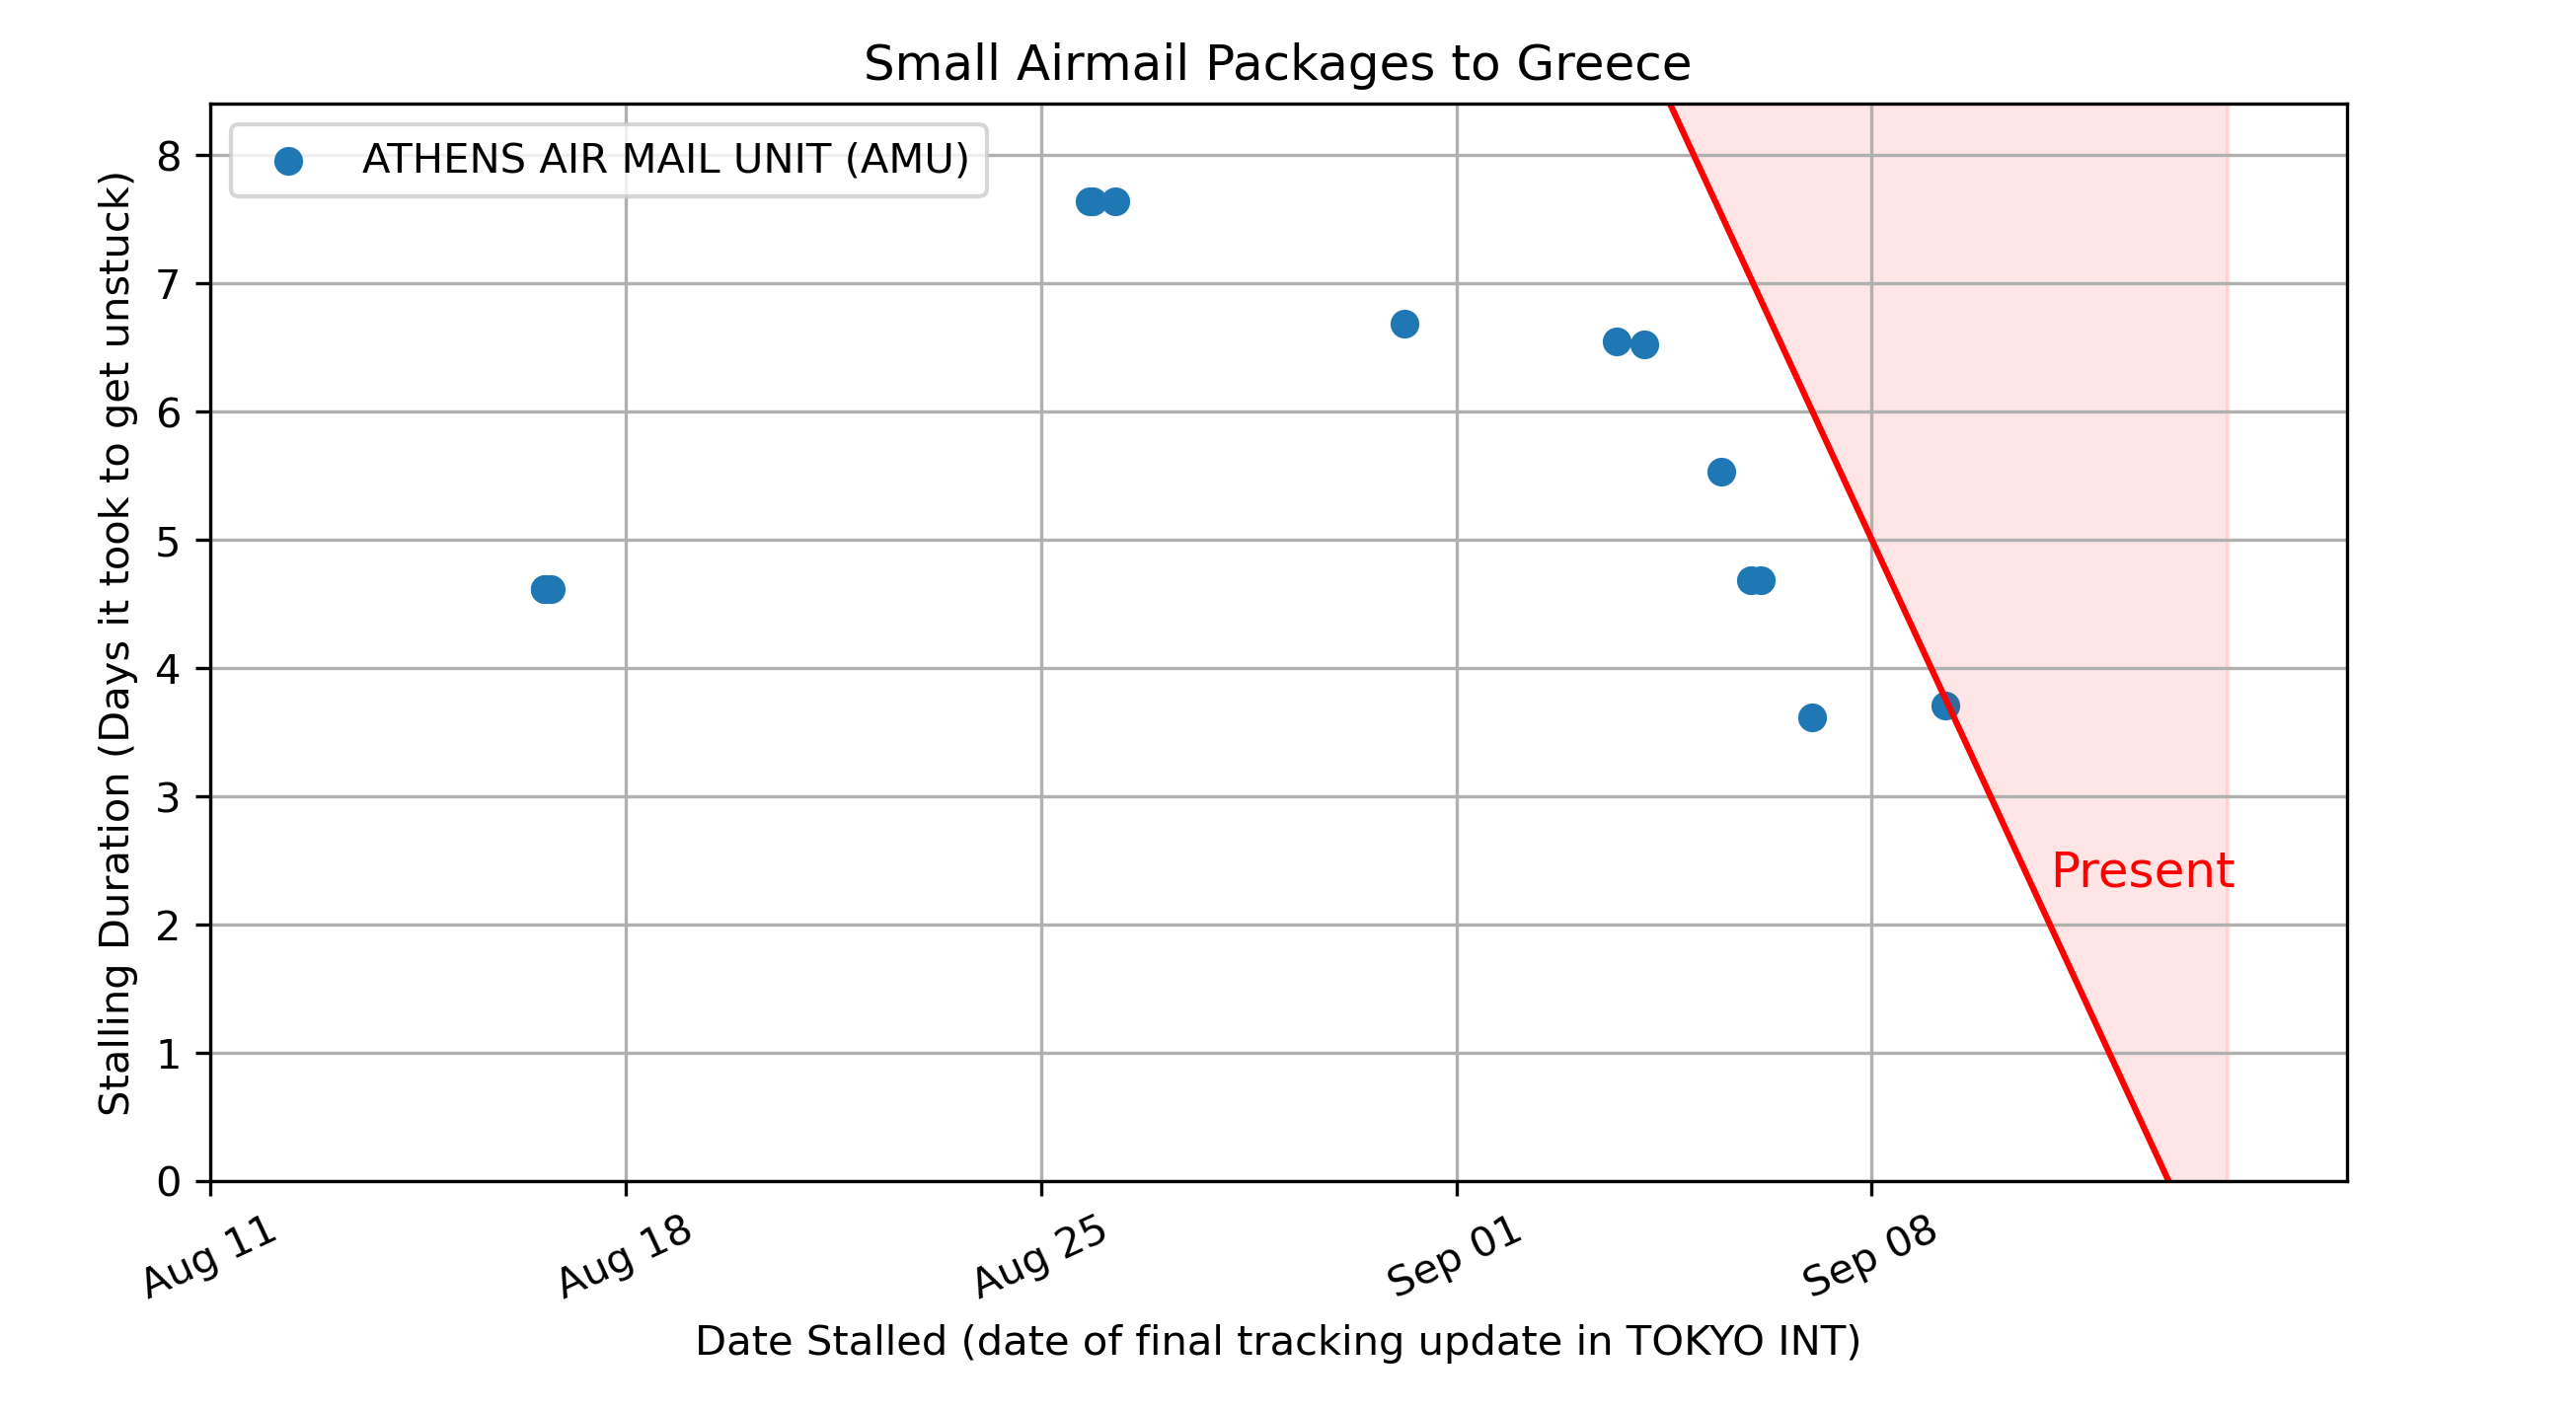 Small Airmail Packages to Greece
ATHENS AIR MAIL UNIT (AMU)
Stalling Duration (Days it took to get unstuck)
8
7
6
5
4
3
2
1
0
Present
Aug 11
Aug 18
Aug 25
Sep 01
Sep 08
Date Stalled (date of final tracking update in TOKYO INT)